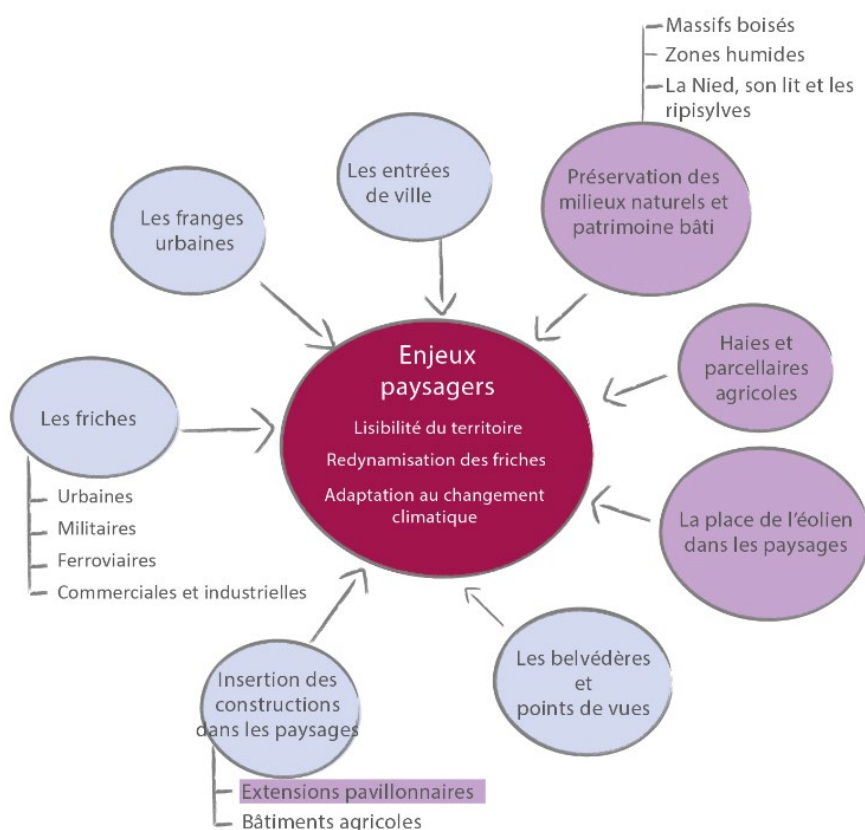 Massifs boisés
Zones humides
La Nied, son lit et les
ripisylves
Les entrées
de ville
Préservation des
milieux naturels et
patrimoine bâti
Les franges
urbaines
Enjeux
paysagers
Lisibilité du territoire
Redynamisation des friches
Adaptation au changement
climatique
Haies et
parcellaires
agricoles
Les friches
Urbaines
Militaires
Ferroviaires
Commerciales et industrielles
La place de l'éolien
dans les paysages
Les belvédères
et
points de vues
Insertion des
constructions
dans les paysages
Extensions pavillonnaires
Bâtiments agricoles